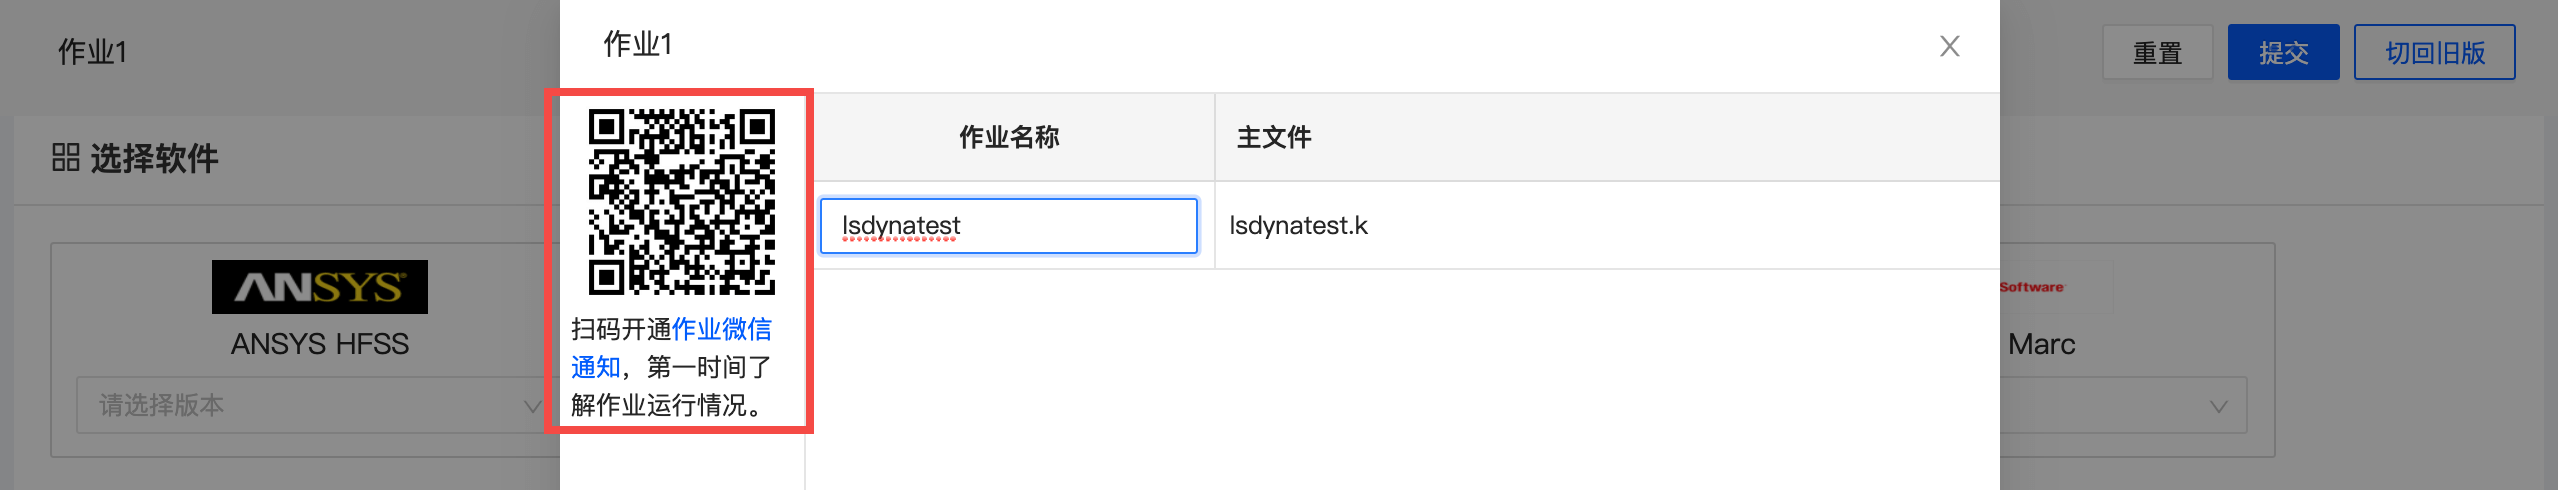 作业1
作业1
重置
提交
切回旧版
选择软件
作业名称
主文件
lsdynatest
lsdynatest.k
ANSYS
Software
ANSYS HFSS
Marc
请选择版本
扫码开通作业微信
通知，第一时间了
解作业运行情况。